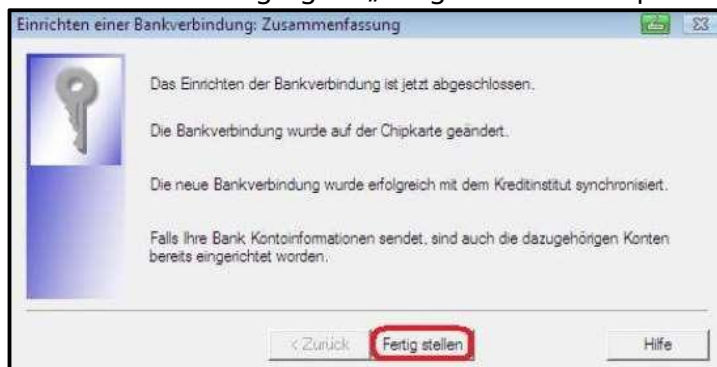 Einrichten einer Bankverbindung: Zusammenfassung
Das Einrichten der Bankverbindung ist jetzt abgeschlossen.
Die Bankverbindung wurde auf der Chipkarte geändert.
Die neue Bankverbindung wurde erfolgreich mit dem Kreditinstitut synchronisiert.
Falls Ihre Bank Kontoinformationen sendet, sind auch die dazugehörigen Konten
bereits eingerichtet worden.
< Zurück Fertig stellen Hilfe